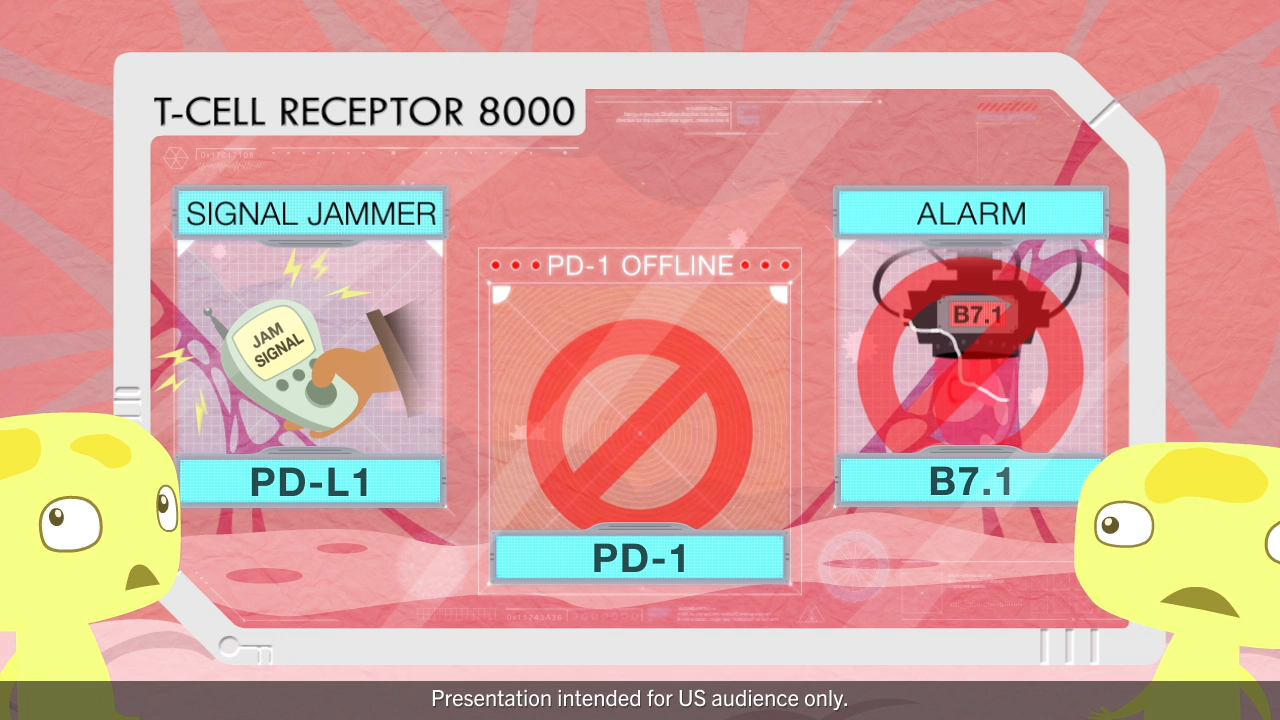 T-CELL RECEPTOR 8000
SIGNAL JAMMER
ALARM
PD-1 OFFLINE
JAM
SIGNAL
B7.1
PD-L1
B7.1
PD-1
Presentation intended for US audience only.